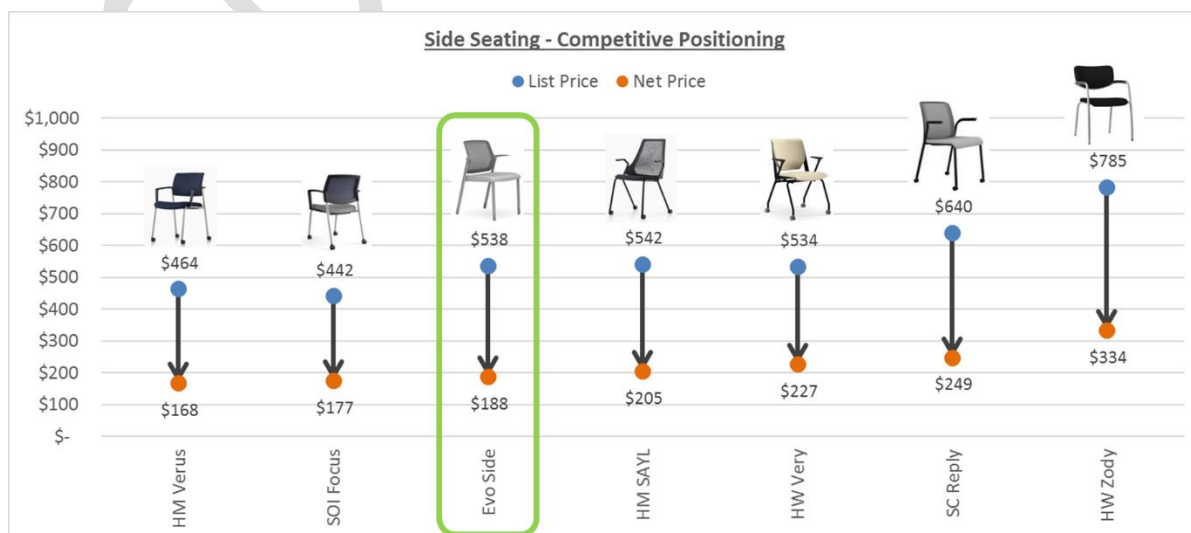 Side Seating - Competitive Positioning
List Price Net Price
$1,000
$900
$800
$700
$600
$500
$400
$300
$200
$100
$-
$464
$442
$538
$542
$534
$640
$785
$168
$177
$188
$205
$227
$249
$334
HM Verus
SOI Focus
Evo Side
HM SAYL
HW Very
SC Reply
HW Zody